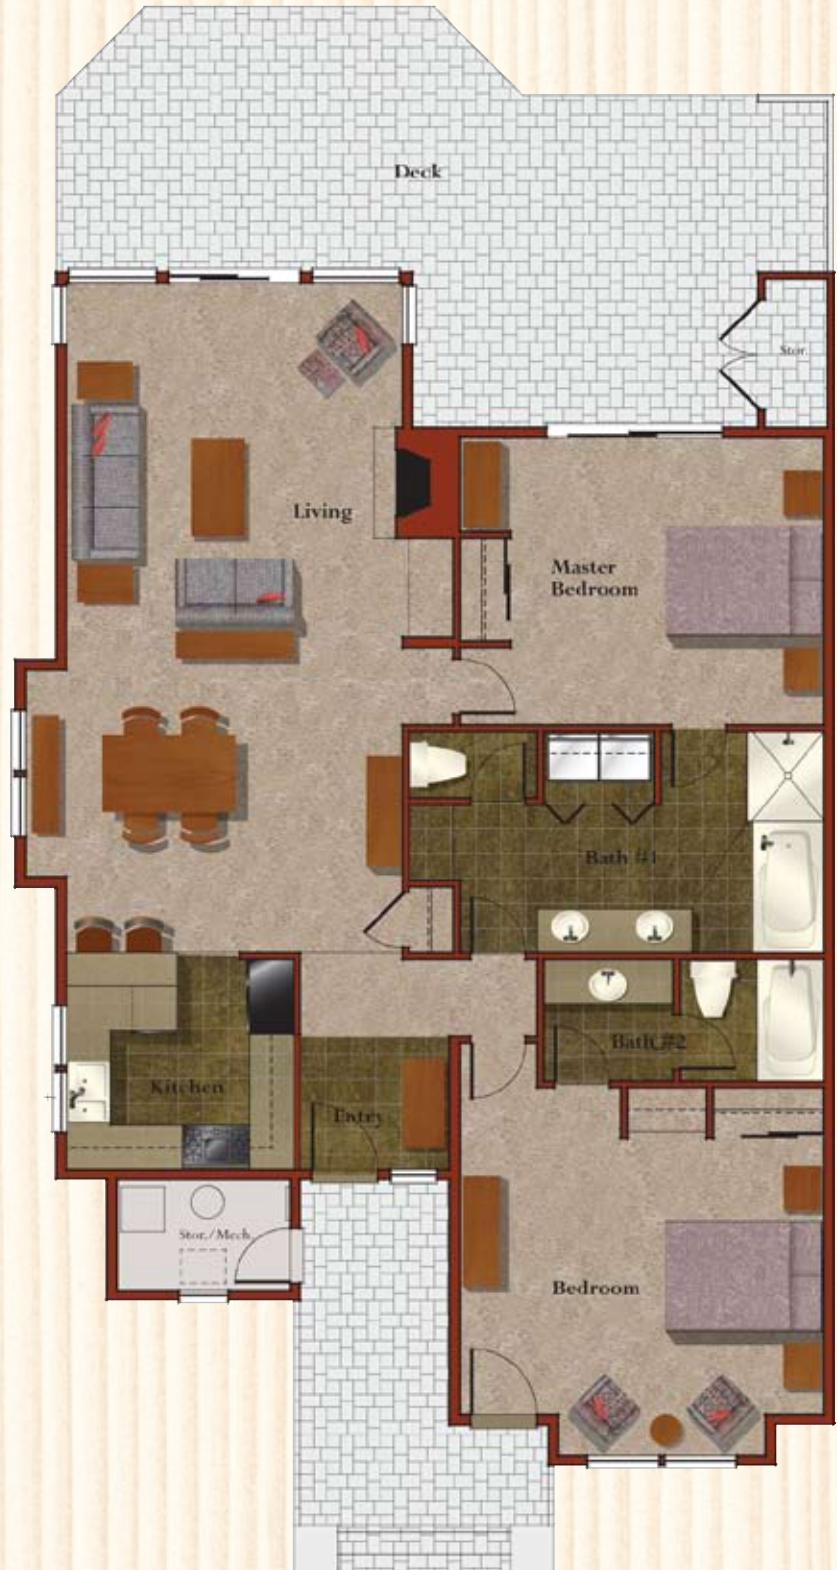 Deck
Stor.
Living
Master
Bedroom
Bath #1
Bath #2
Kitchen
Entry
Stor./Mech.
Bedroom